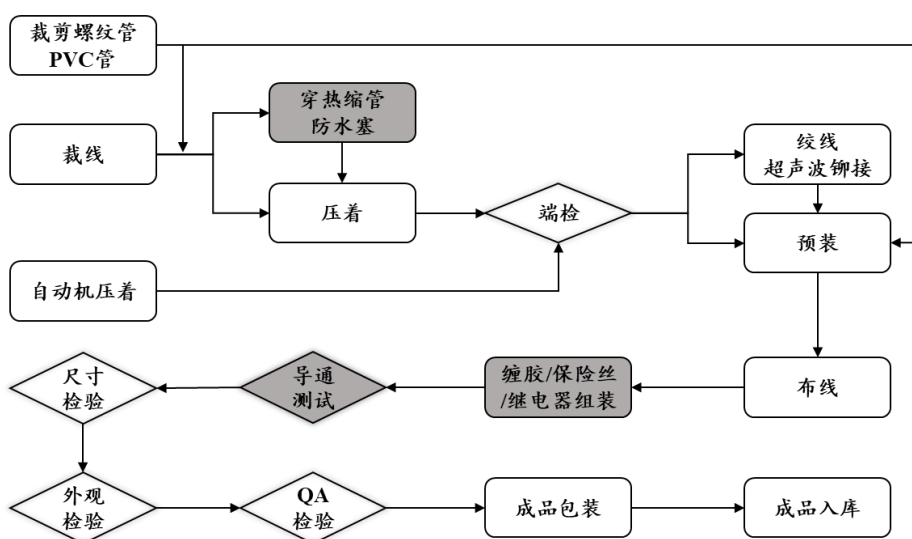 裁剪螺纹管
PVC管
穿热缩管
防水塞
裁线
绞线
超声波铆接
压着
端检
预装
自动机压着
尺寸
检验
导通
测试
缠胶/保险丝
/继电器组装
布线
外观
检验
QA
检验
成品包装
成品入库